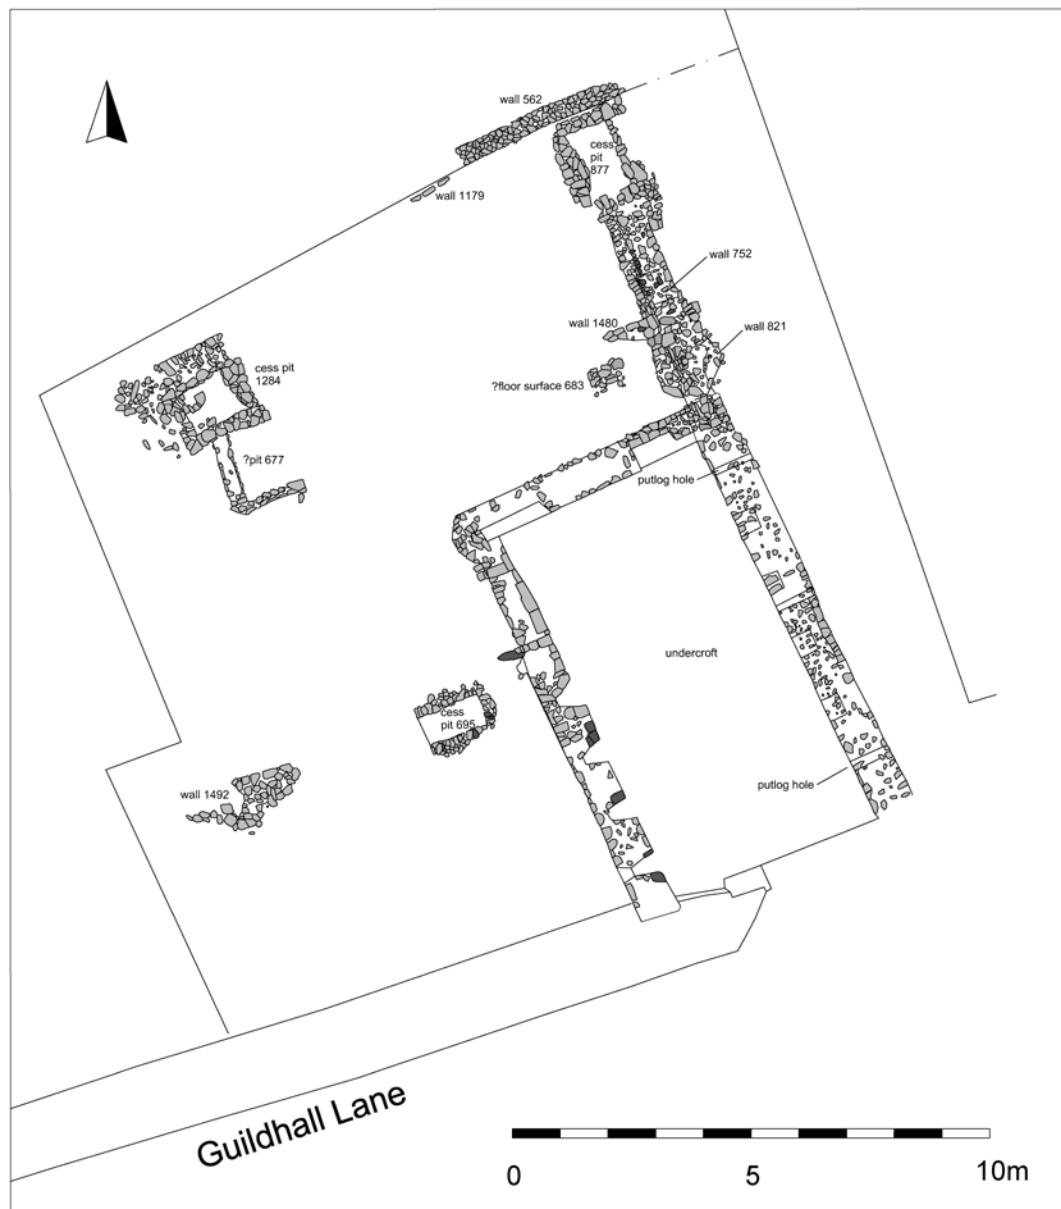 wall 562
cess
pit
877
wall 1179
wall 752
wall 1480
wall 821
cess pit
1284
?floor surface 683
?pit 677
putlog hole
undercroft
cess
pit 695
putlog hole
wall 1492
Guildhall Lane
0 5 10m